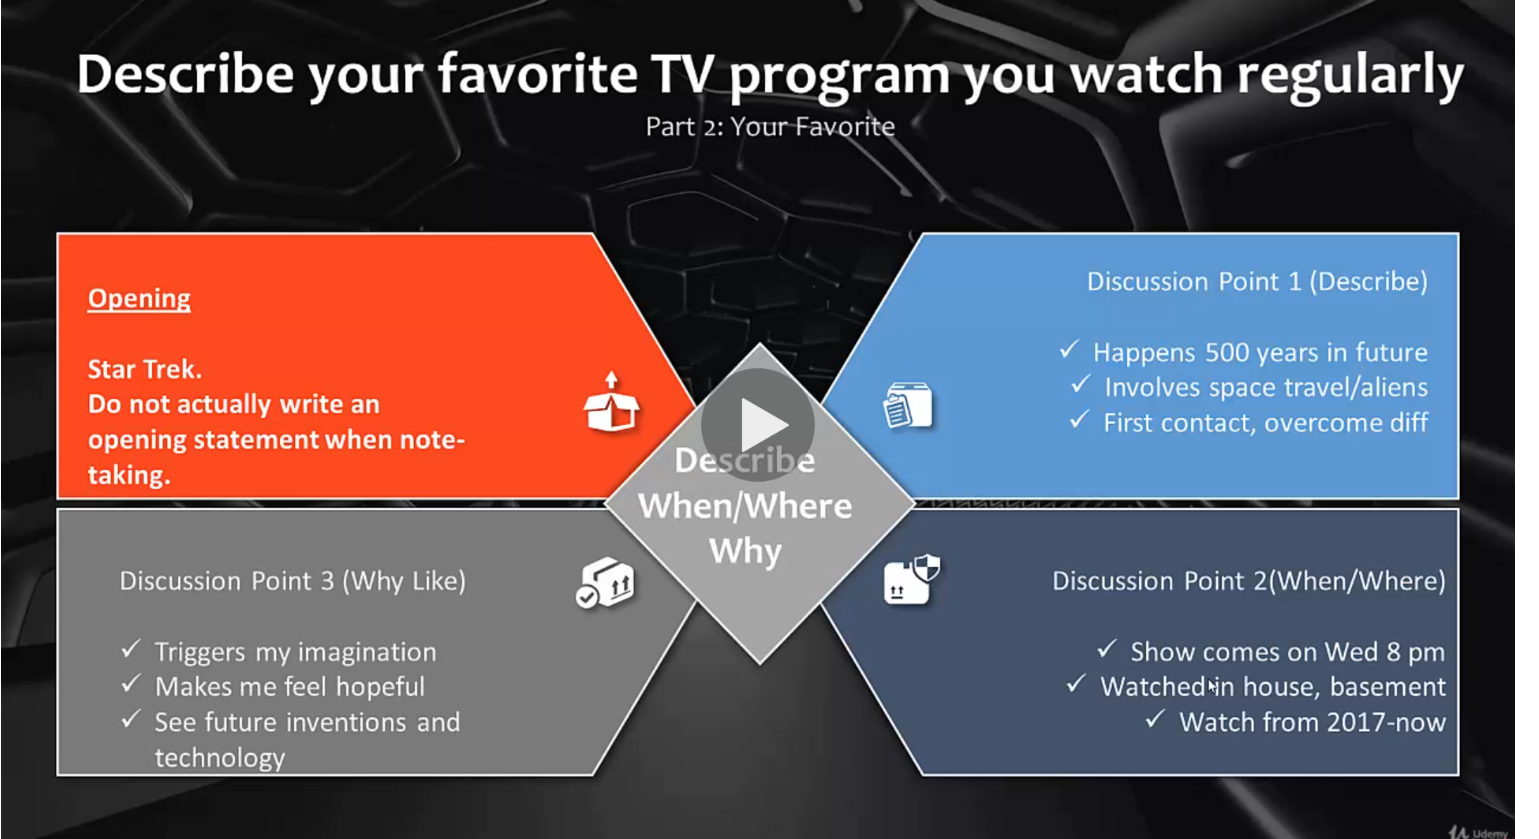 Describe your favorite TV program you watch regularly
Part 2: Your Favorite
Opening
Star Trek.
Do not actually write an
opening statement when note-
taking.
Discussion Point 1 (Describe)
✓ Happens 500 years in future
✓ Involves space travel/aliens
✓ First contact, overcome diff
Describe
When/Where
Why
Discussion Point 3 (Why Like)
✓ Triggers my imagination
✓ Makes me feel hopeful
✓ See future inventions and
technology
Discussion Point 2(When/Where)
✓ Show comes on Wed 8 pm
✓ Watched in house, basement
✓ Watch from 2017-now
Udemy